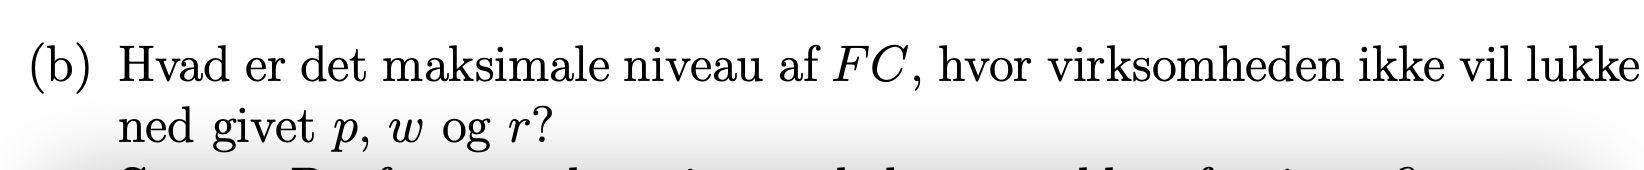 (b) Hvad er det maksimale niveau af FC, hvor virksomheden ikke vil lukke
ned givet p, w og r?